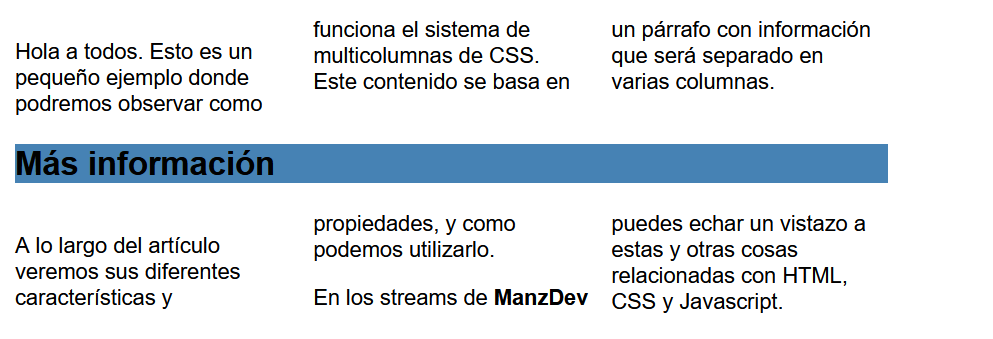 Hola a todos. Esto es un
pequeño ejemplo donde
podremos observar como
funciona el sistema de
multicolumnas de CSS.
Este contenido se basa en
un párrafo con información
que será separado en
varias columnas.
Más información
A lo largo del artículo
veremos sus diferentes
características y
propiedades, y como
podemos utilizarlo.
En los streams de ManzDev
puedes echar un vistazo a
estas y otras cosas
relacionadas con HTML,
CSS y Javascript.